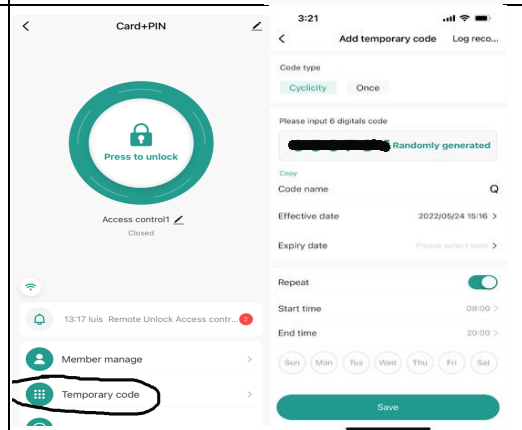 Card+PIN
Press to unlock
Access control1
Closed
13:17 luis Remote Unlock Access contr... 2
Member manage
Temporary code
3:21
Add temporary code Log reco...
Code type
Cyclicity Once
Please input 6 digitals code
Randomly generated
Copy
Code name Q
Effective date 2022/05/24 15:16
Expiry date Please select date
Repeat
Start time 08:00
End time 20:00
Sun Mon Tus Wed Thu Fri Sat
Save